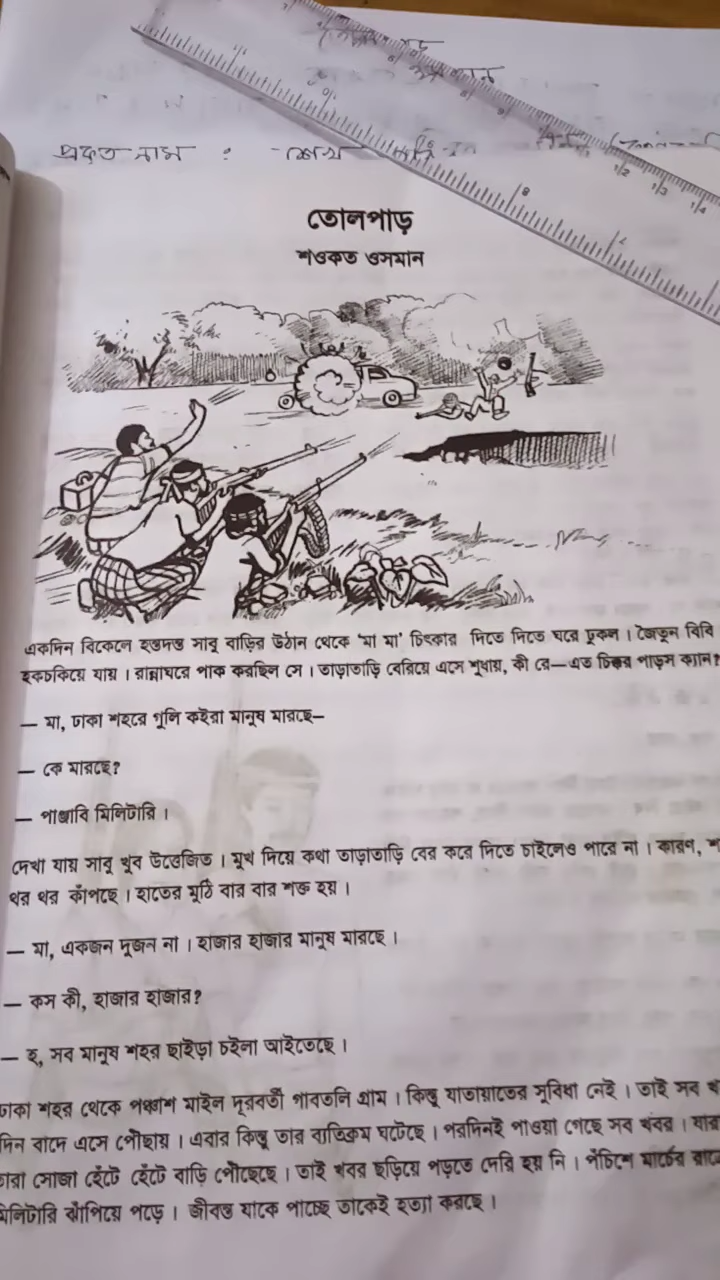 প্রকৃত নাম : শেখ
তোলপাড়
শওকত ওসমান
একদিন বিকেলে হন্তদন্ত সাবু বাড়ির উঠান থেকে ‘মা মা’ চিৎকার দিতে দিতে ঘরে ঢুকল। জৈতুন বিবি
হকচকিয়ে যায়। রান্নাঘরে পাক করছিল সে। তাড়াতাড়ি বেরিয়ে এসে শুধায়, কী রে—এত চিক্কর পাড়স ক্যান?
— মা, ঢাকা শহরে গুলি কইরা মানুষ মারছে–
— কে মারছে?
— পাঞ্জাবি মিলিটারি।
দেখা যায় সাবু খুব উত্তেজিত। মুখ দিয়ে কথা তাড়াতাড়ি বের করে দিতে চাইলেও পারে না। কারণ,
থর থর কাঁপছে। হাতের মুঠি বার বার শক্ত হয়।
— মা, একজন দুজন না। হাজার হাজার মানুষ মারছে।
— কস কী, হাজার হাজার?
— হ, সব মানুষ শহর ছাইড়া চইলা আইতেছে।
ঢাকা শহর থেকে পঞ্চাশ মাইল দূরবর্তী গাবতলি গ্রাম। কিন্তু যাতায়াতের সুবিধা নেই। তাই সব
দিন বাদে এসে পৌঁছায়। এবার কিন্তু তার ব্যতিক্রম ঘটেছে। পরদিনই পাওয়া গেছে সব খবর। যার
তারা সোজা হেঁটে হেঁটে বাড়ি পৌঁছেছে। তাই খবর ছড়িয়ে পড়তে দেরি হয় নি। পঁচিশে মার্চের রাতে
মিলিটারি ঝাঁপিয়ে পড়ে। জীবন্ত যাকে পাচ্ছে তাকেই হত্যা করছে।